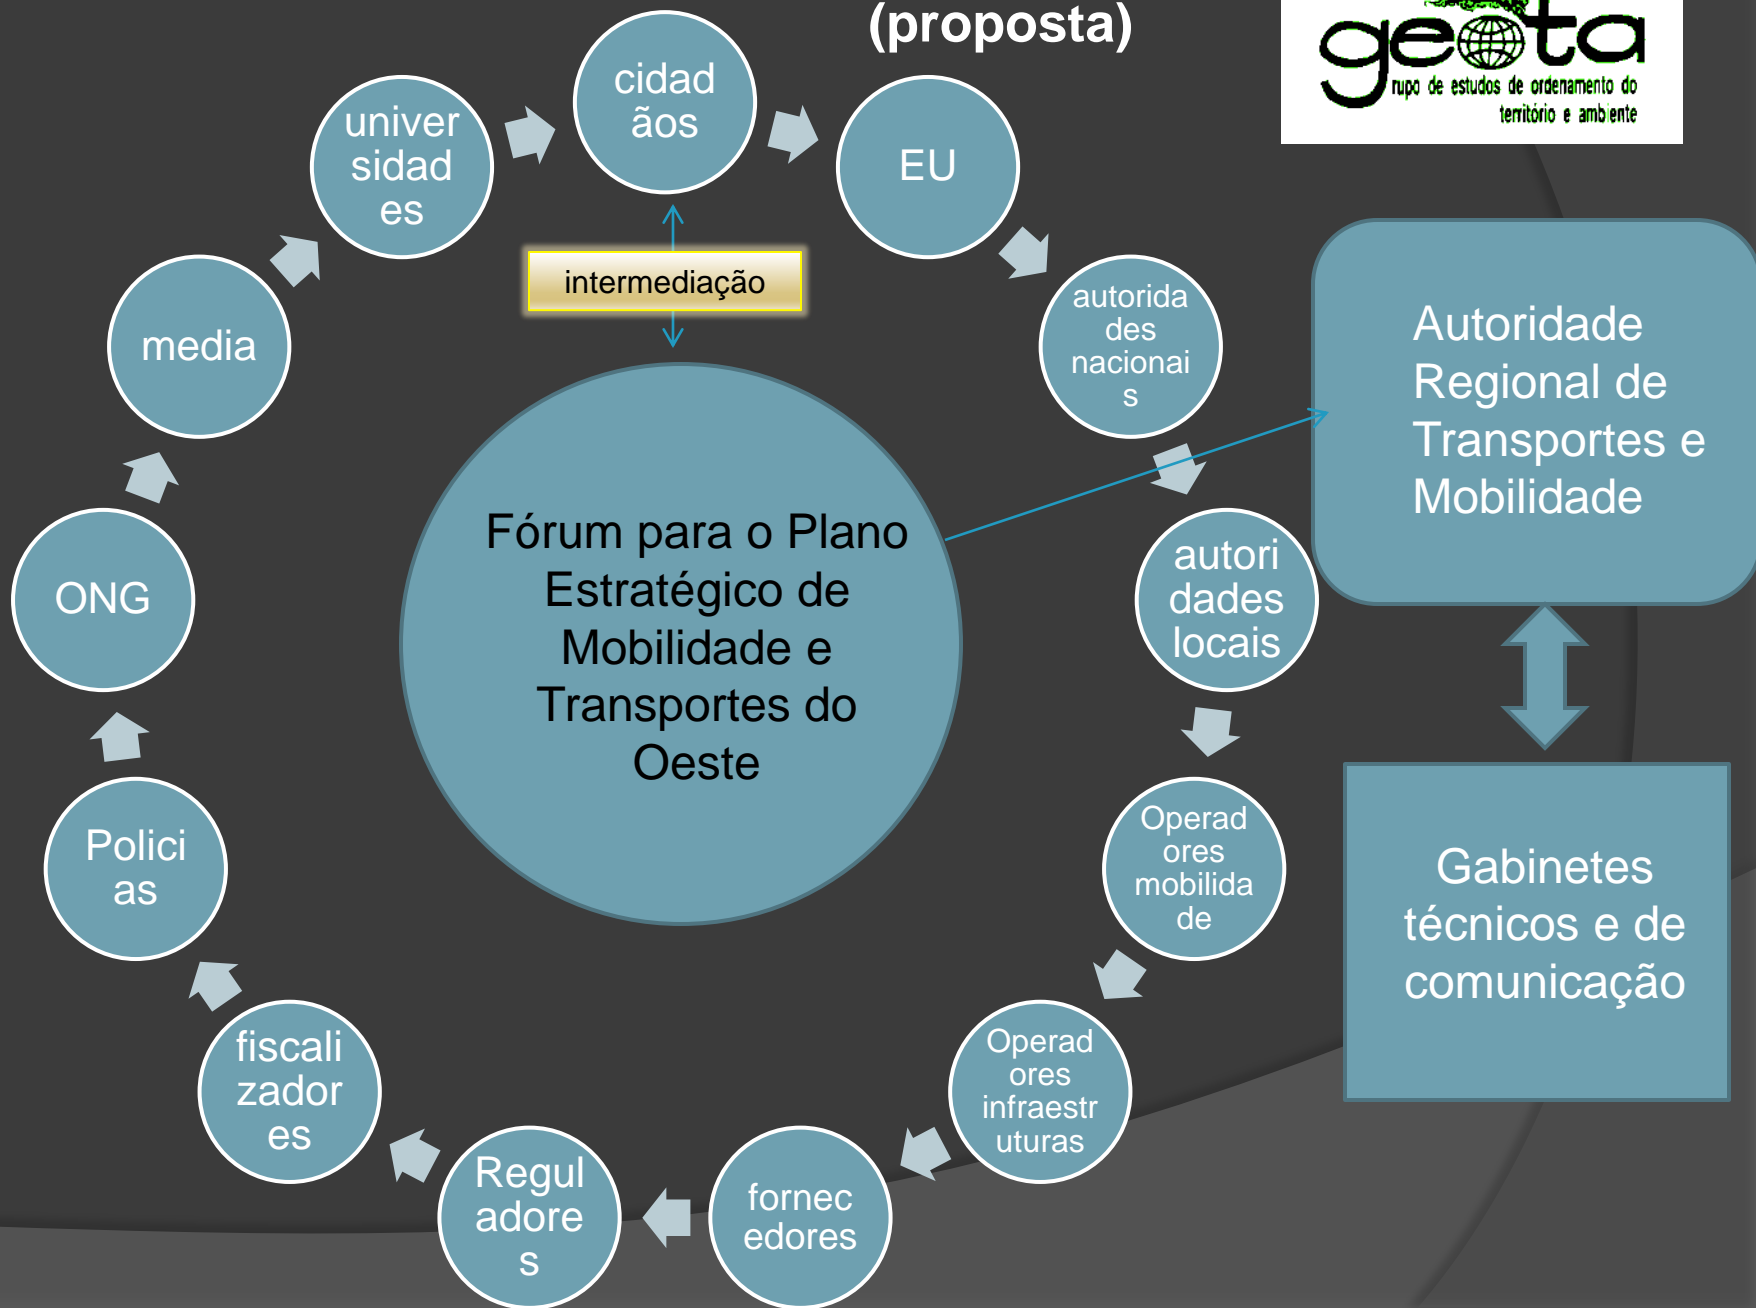 (proposta)
geota
grupo de estudos de ordenamento do
território e ambiente
cidad
ãos
EU
autorida
des
nacionai
s
autori
dades
locais
Operad
ores
mobilida
de
Operad
ores
infraestr
uturas
fornec
edores
Regul
adore
s
fiscali
zador
es
Polici
as
ONG
media
univer
sidad
es
intermediação
Fórum para o Plano
Estratégico de
Mobilidade e
Transportes do
Oeste
Autoridade
Regional de
Transportes e
Mobilidade
Gabinetes
técnicos e de
comunicação